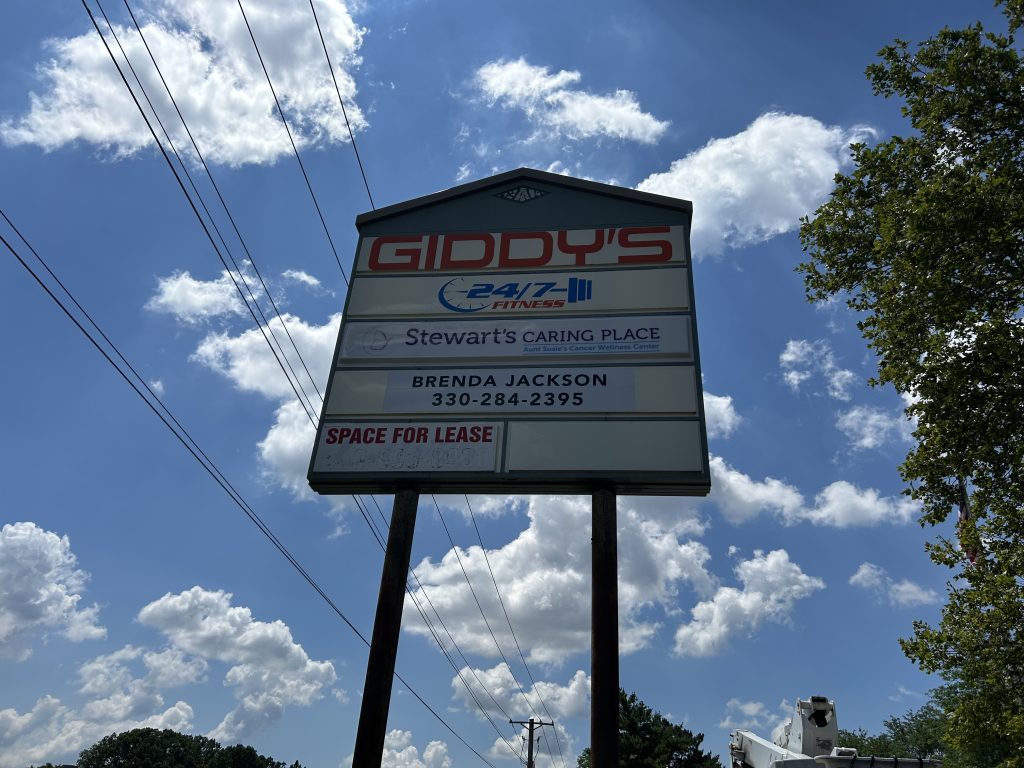 GIDDY'S
24/7
FITNESS
Stewart's CARING PLACE
Aunt Susie's Cancer Wellness Center
BRENDA JACKSON
330-284-2395
SPACE FOR LEASE